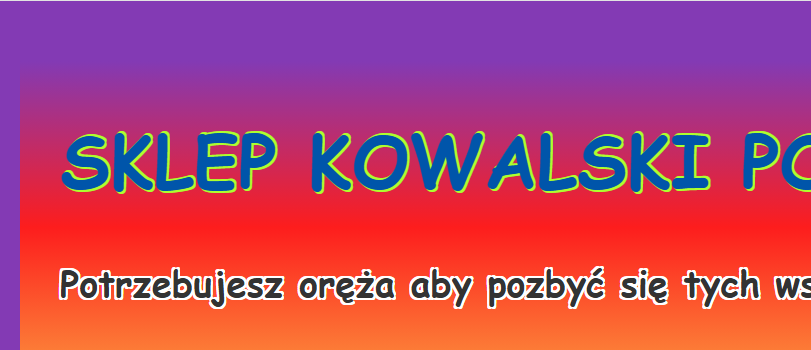 SKLEP KOWALSKI
Potrzebujesz oręża aby pozbyć się tych